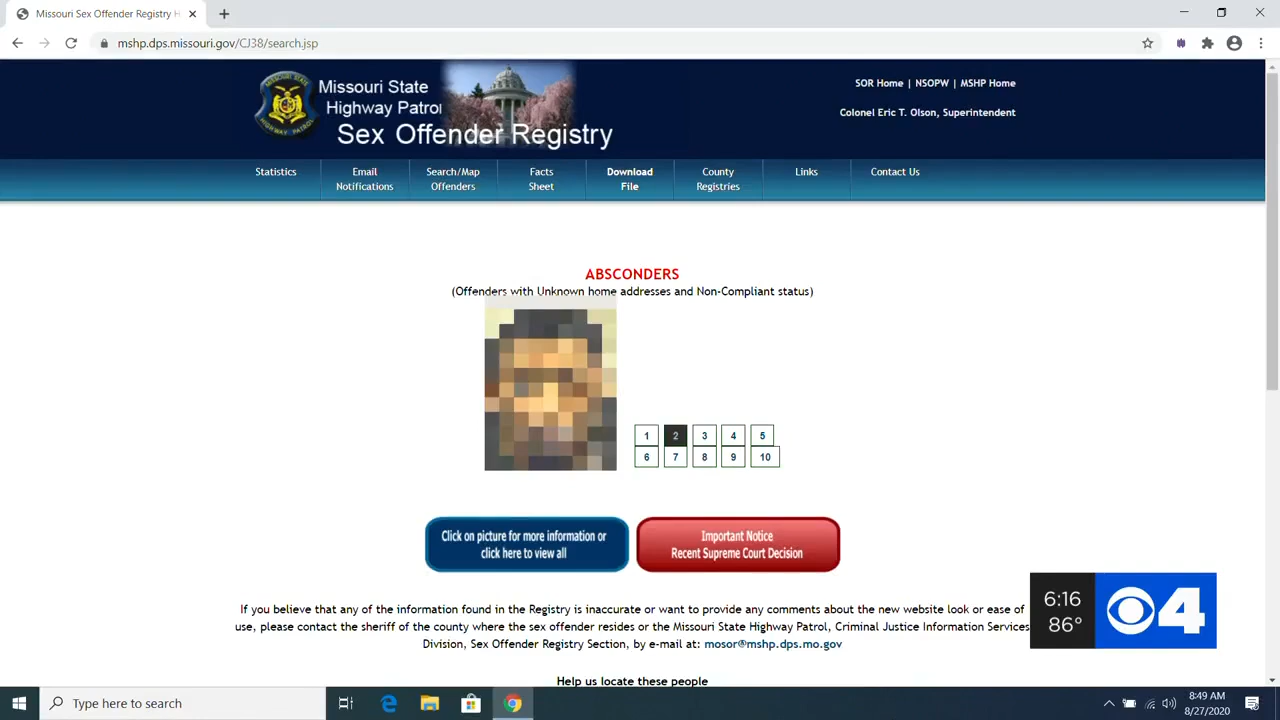 Missouri Sex Offender Registry H
mshp.dps.missouri.gov/CJ38/search.jsp
Missouri State
Highway Patrol
Sex Offender Registry
SOR Home | NSOPW | MSHP Home
Colonel Eric T. Olson, Superintendent
Statistics
Email
Notifications
Search/Map
Offenders
Facts
Sheet
Download
File
County
Registries
Links
Contact Us
ABSCONDERS
(Offenders with Unknown home addresses and Non-Compliant status)
1 2 3 4 5
6 7 8 9 10
Click on picture for more information or
click here to view all
Important Notice
Recent Supreme Court Decision
If you believe that any of the information found in the Registry is inaccurate or want to provide any comments about the new website look or ease of
use, please contact the sheriff of the county where the sex offender resides or the Missouri State Highway Patrol, Criminal Justice Information Services
Division, Sex Offender Registry Section, by e-mail at: mosor@mshp.dps.mo.gov
Help us locate these people
6:16
86°
4
Type here to search
8:49 AM
8/27/2020